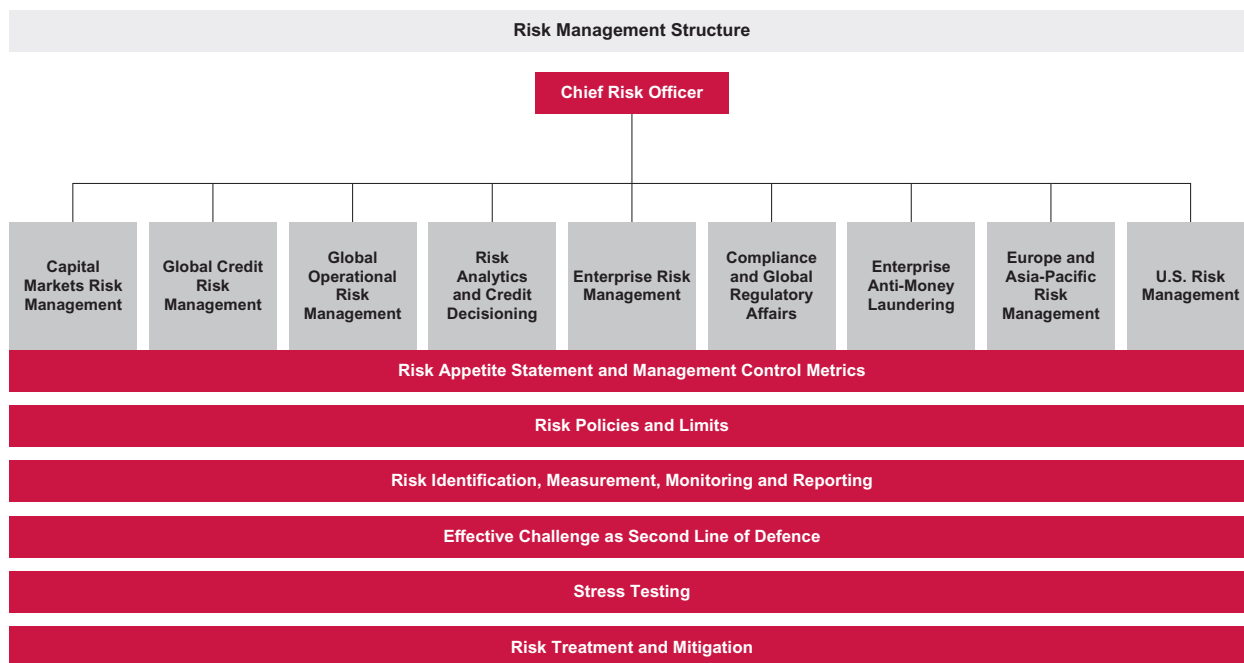 Risk Management Structure
Chief Risk Officer
Capital
Markets Risk
Management
Global Credit
Risk
Management
Global
Operational
Risk
Management
Risk
Analytics
and Credit
Decisioning
Enterprise Risk
Management
Compliance
and Global
Regulatory
Affairs
Enterprise
Anti-Money
Laundering
Europe and
Asia-Pacific
Risk
Management
U.S. Risk
Management
Risk Appetite Statement and Management Control Metrics
Risk Policies and Limits
Risk Identification, Measurement, Monitoring and Reporting
Effective Challenge as Second Line of Defence
Stress Testing
Risk Treatment and Mitigation